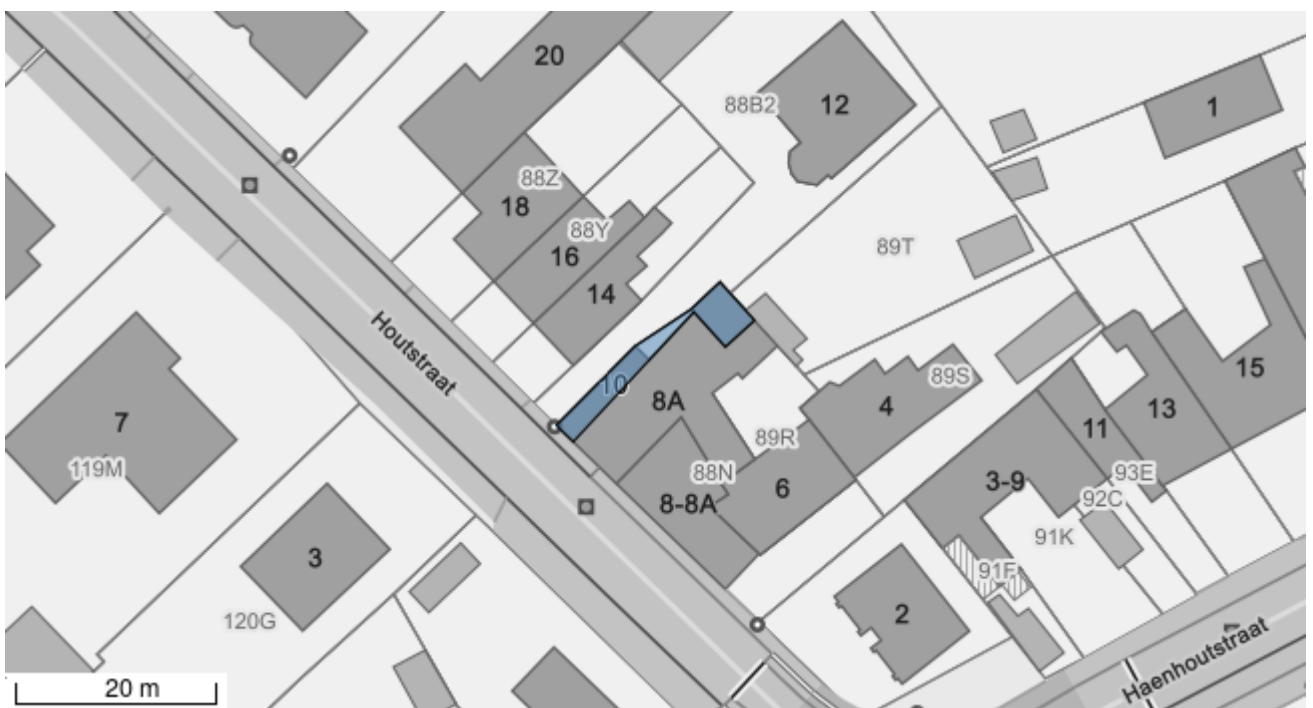 20
88B2
12
1
88Z
18
88Y
16
89T
14
Houtstraat
10
8A
89S
4
15
7
119M
89R
13
11
88N
93E
3-9
92C
8-8A
6
91K
3
91F
120G
2
Haenhoutstraat
20 m